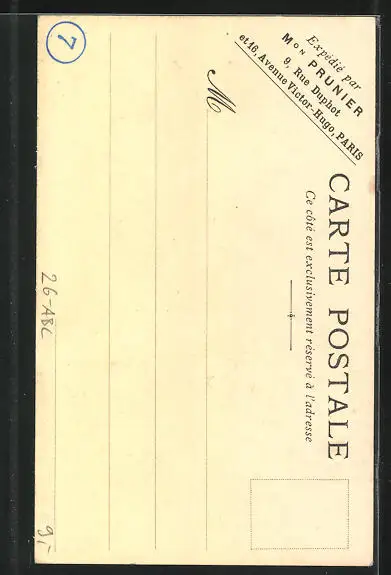 Expédié par
Mon PRUNIER
9, Rue Duphot
et 16, Avenue Victor-Hugo, PARIS
CARTE POSTALE
Ce côté est exclusivement réservé à l'adresse
M
7
26-ABC
9,-